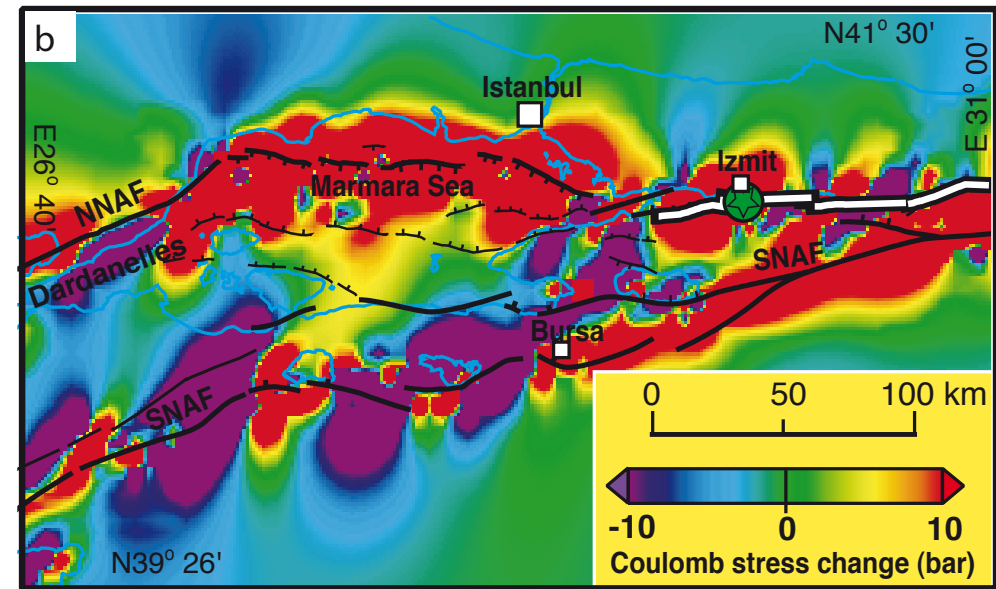 b
N41° 30'
E 31° 00'
Istanbul
E26° 40'
Izmit
NNAF
Marmara Sea
Dardanelles
SNAF
Bursa
SNAF
0 50 100 km
-10 0 10
Coulomb stress change (bar)
N39° 26'